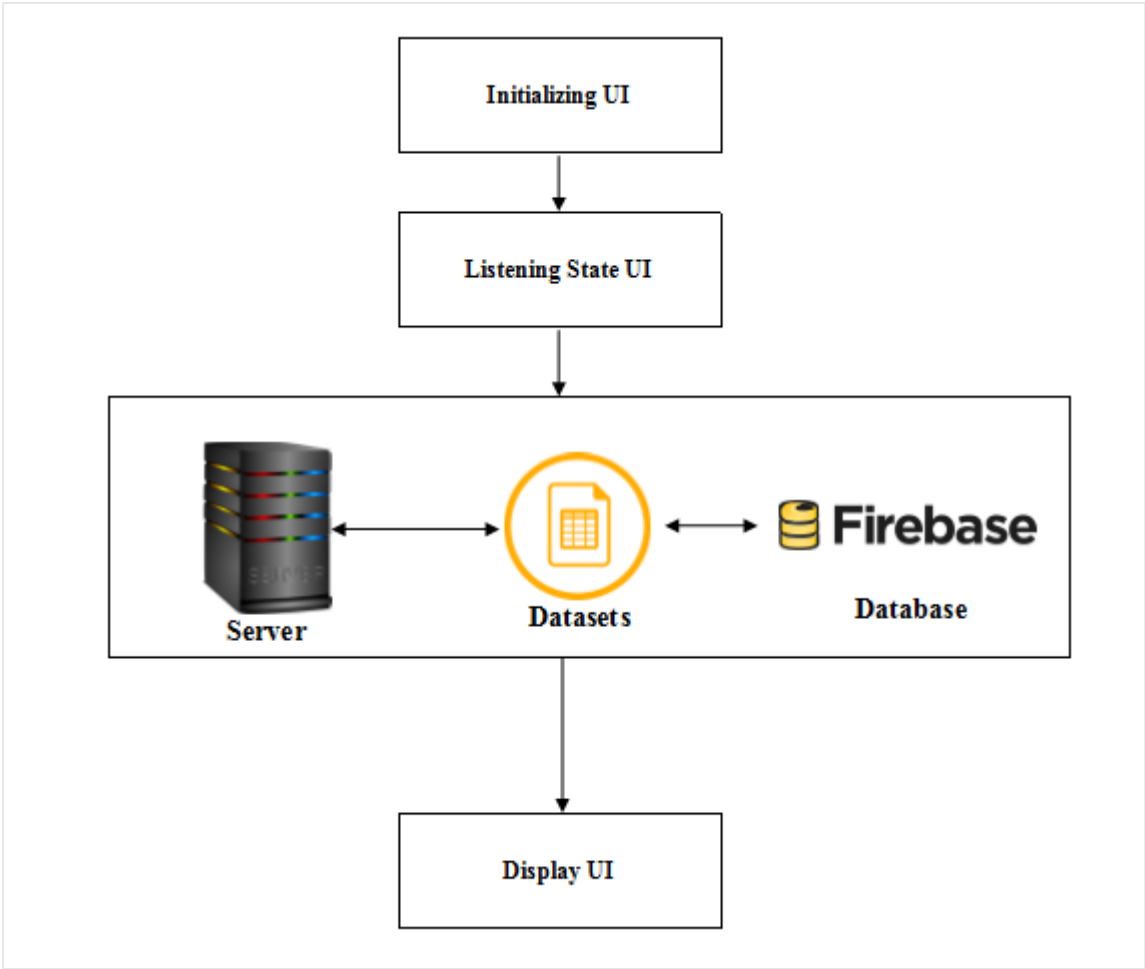 Initializing UI
Listening State UI
Firebase
Server
Datasets
Database
Display UI